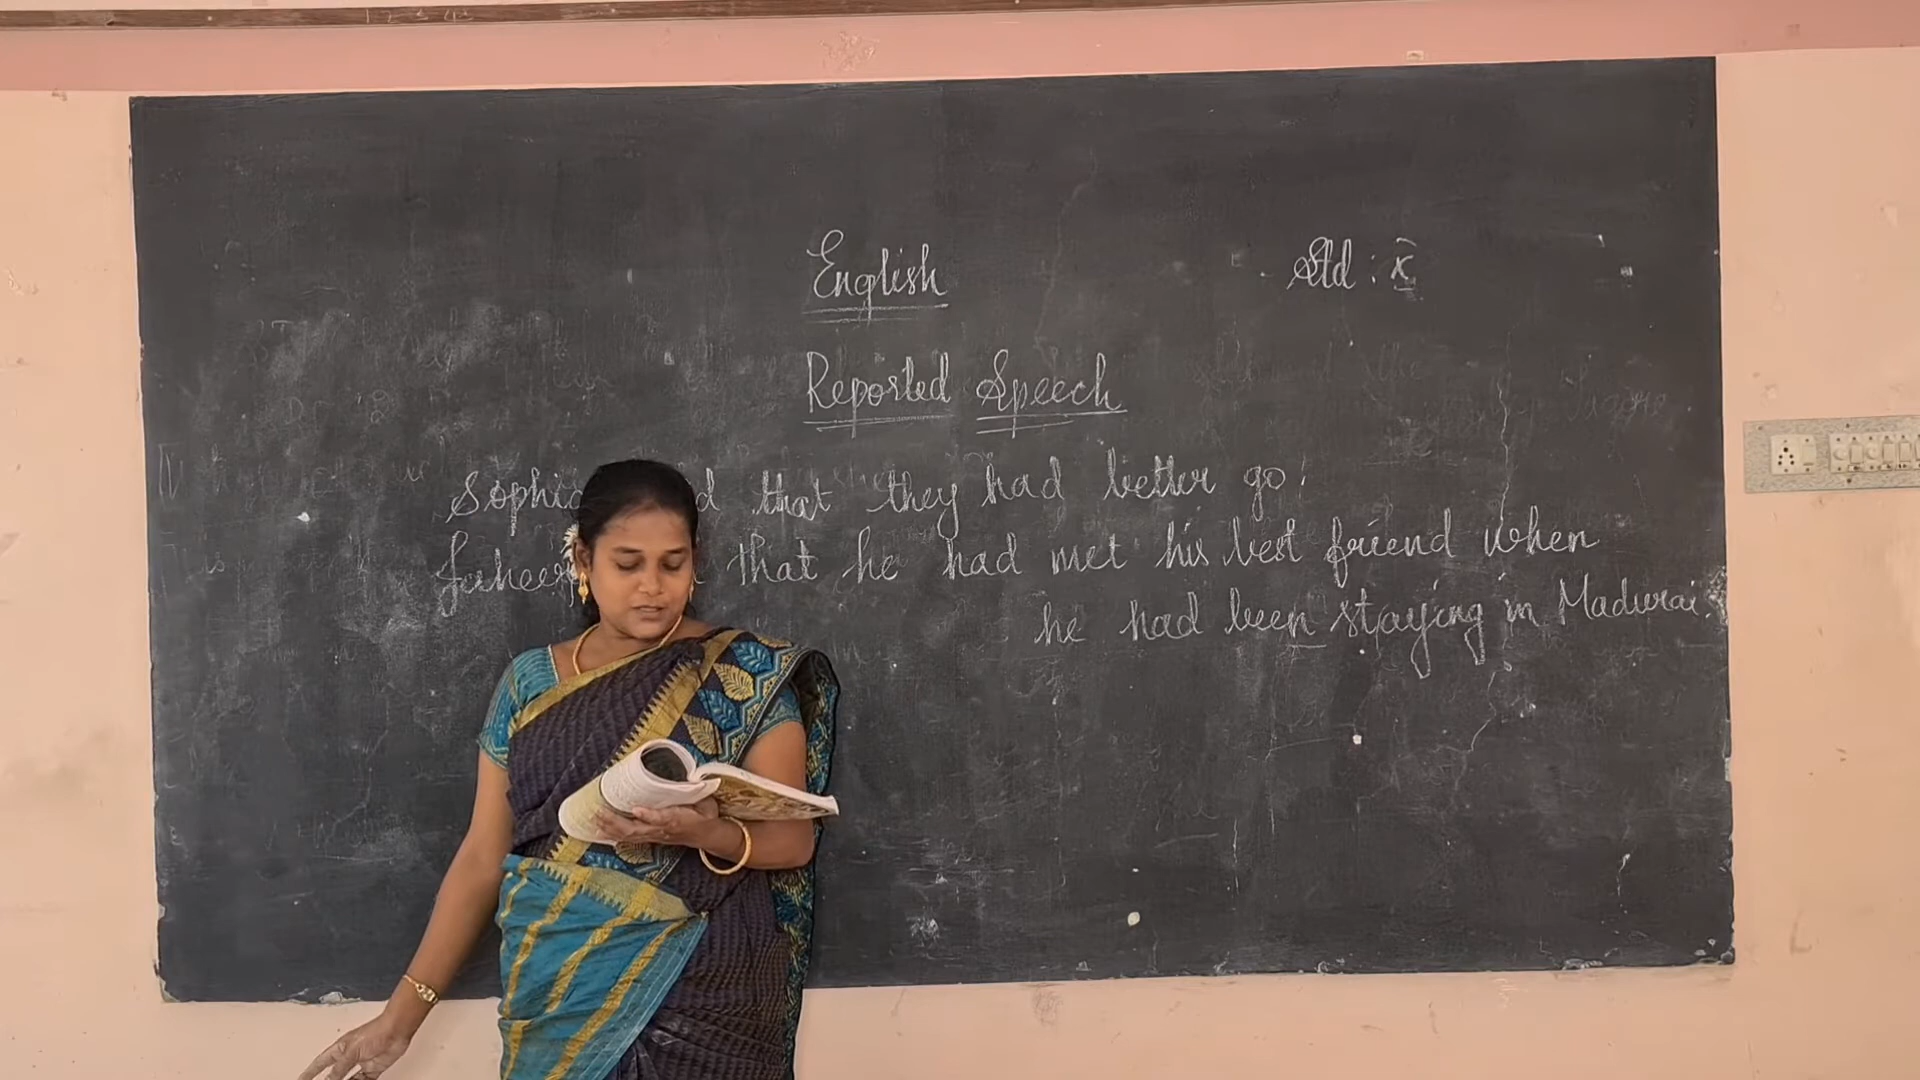 English Std : X
Reported Speech
that they had better go.
that he had met his best friend when
he had been staying in Madurai.